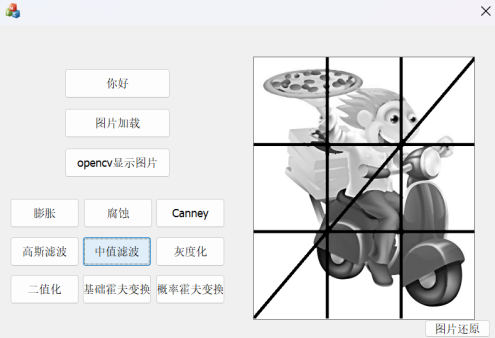 你好
图片加载
opencv显示图片
膨胀 腐蚀 Canney
高斯滤波 中值滤波 灰度化
二值化 基础霍夫变换 概率霍夫变换
图片还原